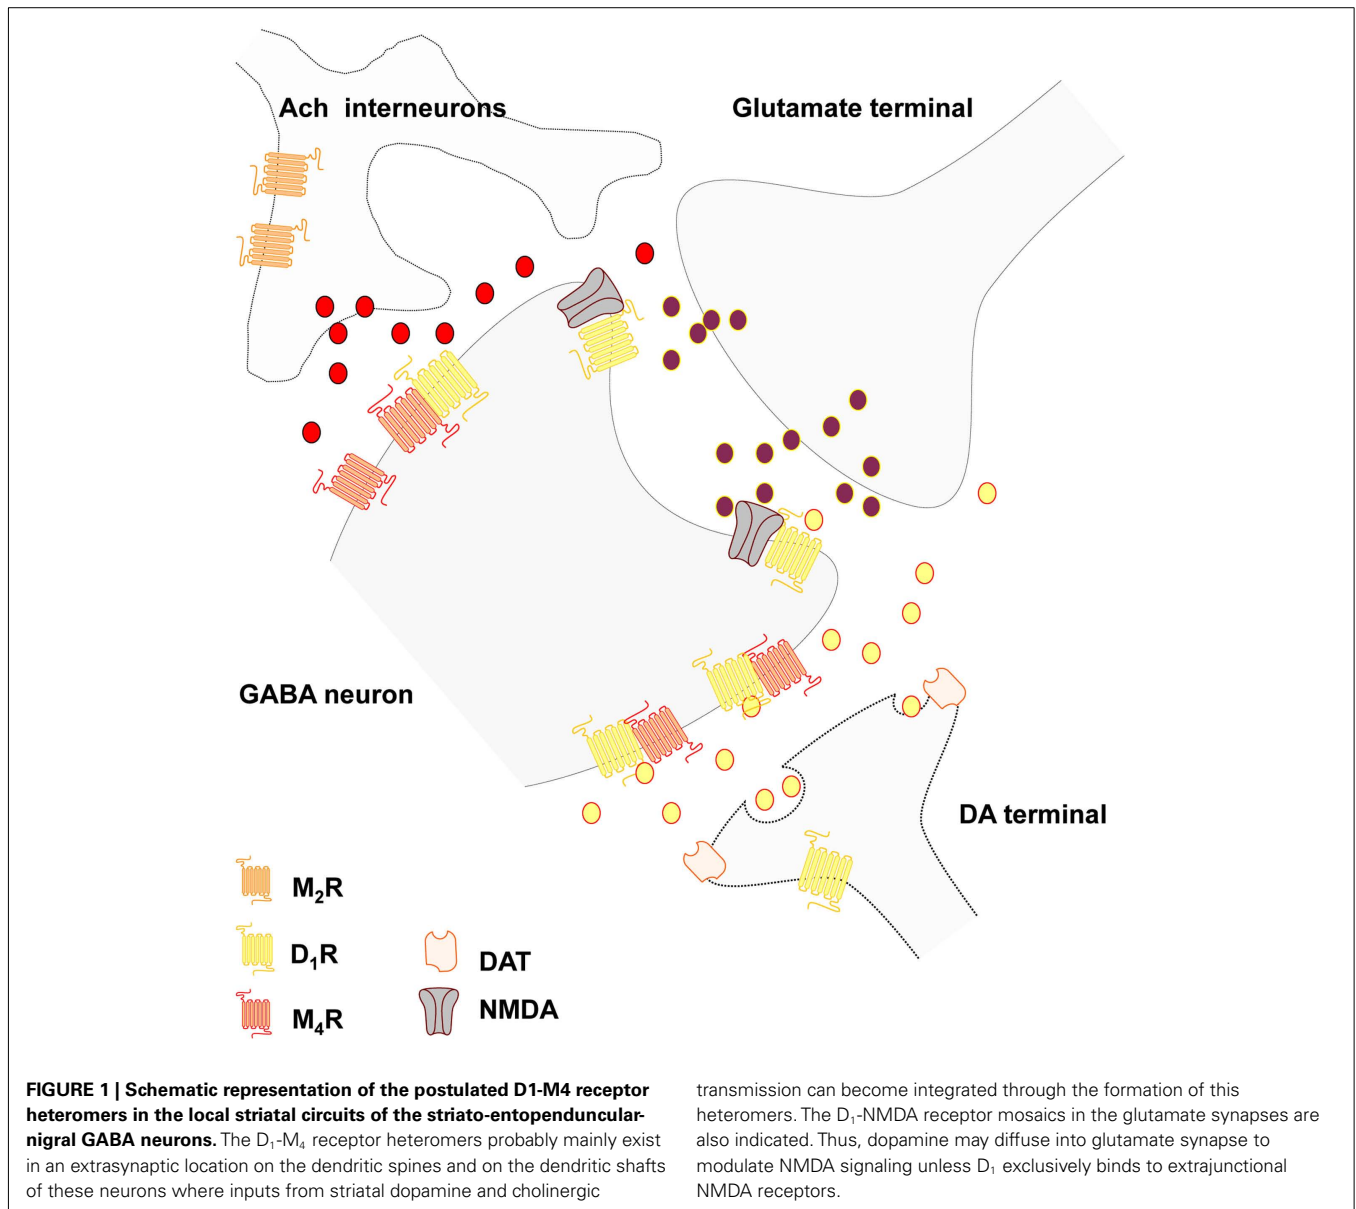 Ach interneurons
Glutamate terminal
GABA neuron
DA terminal
M₂R
D₁R
M₄R
DAT
NMDA
FIGURE 1 | Schematic representation of the postulated D1-M4 receptor
heteromers in the local striatal circuits of the striato-entopenduncular-
nigral GABA neurons. The D₁-M₄ receptor heteromers probably mainly exist
in an extrasynaptic location on the dendritic spines and on the dendritic shafts
of these neurons where inputs from striatal dopamine and cholinergic
transmission can become integrated through the formation of this
heteromers. The D₁-NMDA receptor mosaics in the glutamate synapses are
also indicated. Thus, dopamine may diffuse into glutamate synapse to
modulate NMDA signaling unless D₁ exclusively binds to extrajunctional
NMDA receptors.